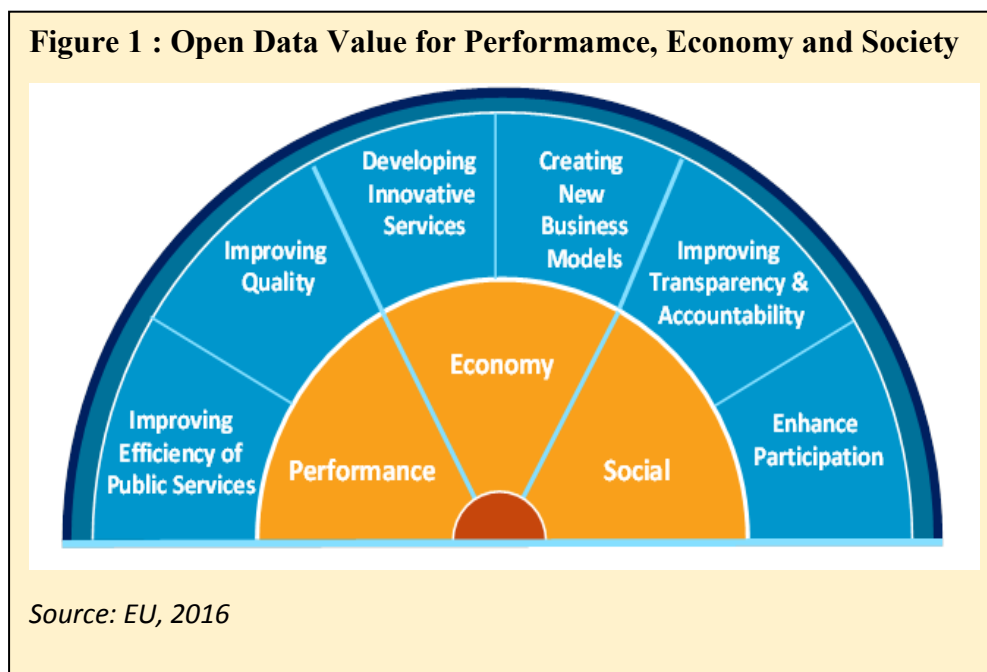 Figure 1 : Open Data Value for Performamce, Economy and Society
Developing
Innovative
Services
Creating
New
Business
Models
Improving
Quality
Improving
Transparency &
Accountability
Economy
Improving
Efficiency of
Public Services
Performance
Social
Enhance
Participation
Source: EU, 2016